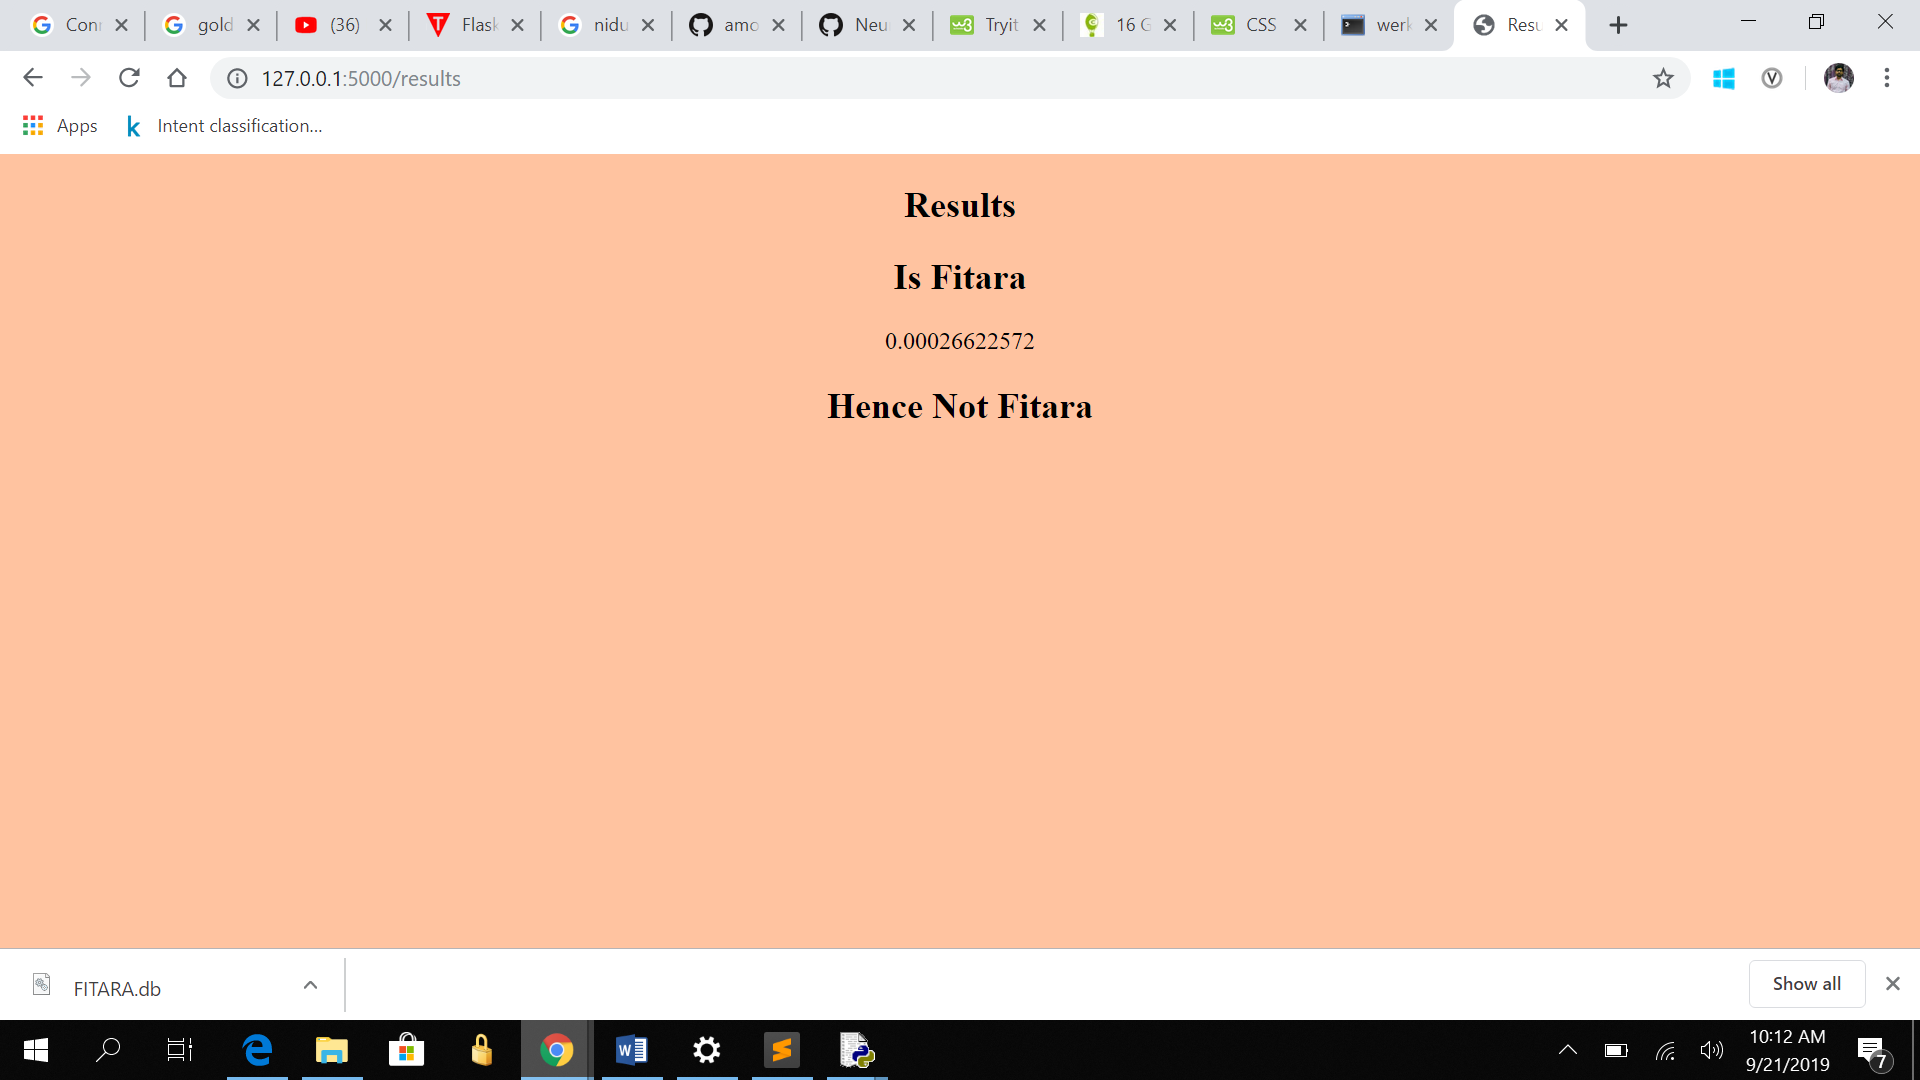 Con
gold
(36)
Flask
nidu
amo
Neu
Tryit
16 G
CSS
werk
Resu
127.0.0.1:5000/results
Apps
Intent classification...
Results
Is Fitara
0.00026622572
Hence Not Fitara
FITARA.db
Show all
10:12 AM
9/21/2019
7